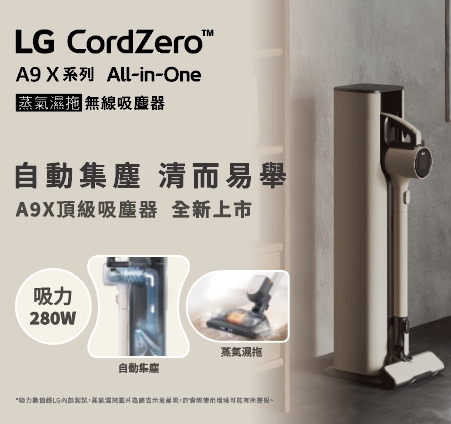 LG CordZero™
A9 X系列 All-in-One
蒸氣濕拖 無線吸塵器
自動集塵 清而易舉
A9X頂級吸塵器 全新上市
吸力
280W
自動集塵
蒸氣濕拖